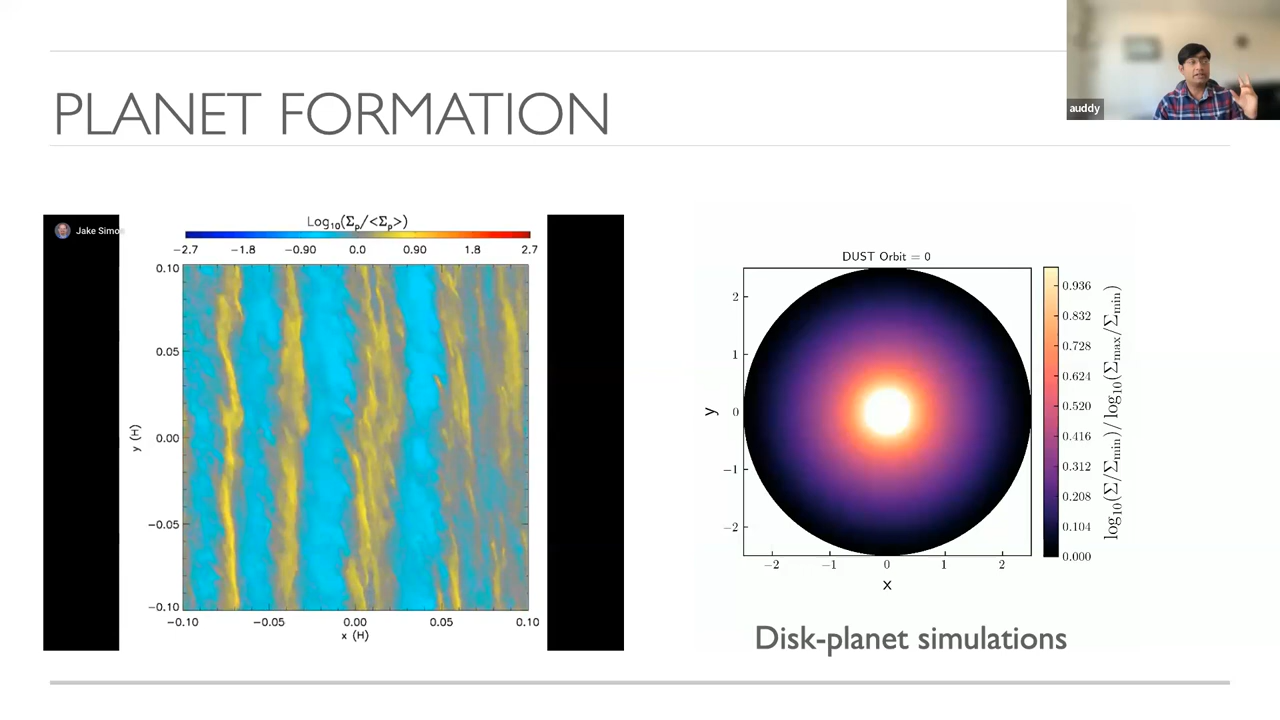 auddy
PLANET FORMATION
Jake Simo
Log₁₀(Σₚ/<Σₚ>)
−2.7 −1.8 −0.90 0.0 0.90 1.8 2.7
0.10
0.05
0.00
−0.05
−0.10
y (H)
−0.10 −0.05 0.00 0.05 0.10
x (H)
DUST Orbit = 0
2
1
0
−1
−2
y
−2 −1 0 1 2
x
0.936
0.832
0.728
0.624
0.520
0.416
0.312
0.208
0.104
0.000
log₁₀(Σ/Σmin)/log₁₀(Σmax/Σmin)
Disk-planet simulations